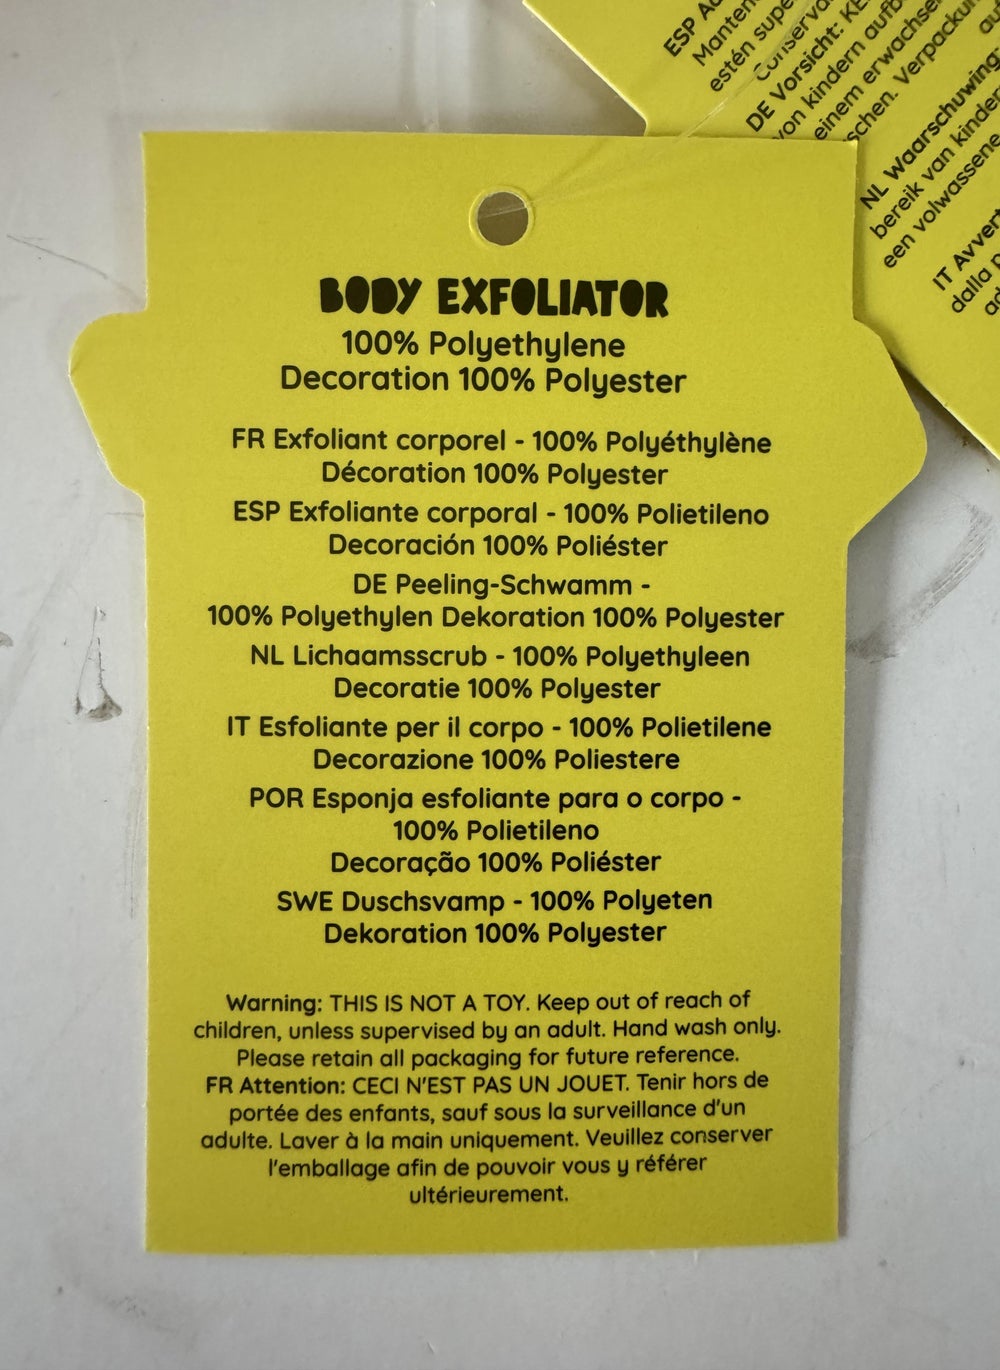 BODY EXFOLIATOR
100% Polyethylene
Decoration 100% Polyester
FR Exfoliant corporel - 100% Polyéthylène
Décoration 100% Polyester
ESP Exfoliante corporal - 100% Polietileno
Decoración 100% Poliéster
DE Peeling-Schwamm -
100% Polyethylen Dekoration 100% Polyester
NL Lichaamsscrub - 100% Polyethyleen
Decoratie 100% Polyester
IT Esfoliante per il corpo - 100% Polietilene
Decorazione 100% Poliestere
POR Esponja esfoliante para o corpo -
100% Polietileno
Decoração 100% Poliéster
SWE Duschsvamp - 100% Polyeten
Dekoration 100% Polyester
Warning: THIS IS NOT A TOY. Keep out of reach of
children, unless supervised by an adult. Hand wash only.
Please retain all packaging for future reference.
FR Attention: CECI N'EST PAS UN JOUET. Tenir hors de
portée des enfants, sauf sous la surveillance d'un
adulte. Laver à la main uniquement. Veuillez conserver
l'emballage afin de pouvoir vous y référer
ultérieurement.
ESP
estén
DE Vorsicht:
von kindern
einem
schen.
NL Waarschuwing:
bereik van
een volwassene
IT
dalla